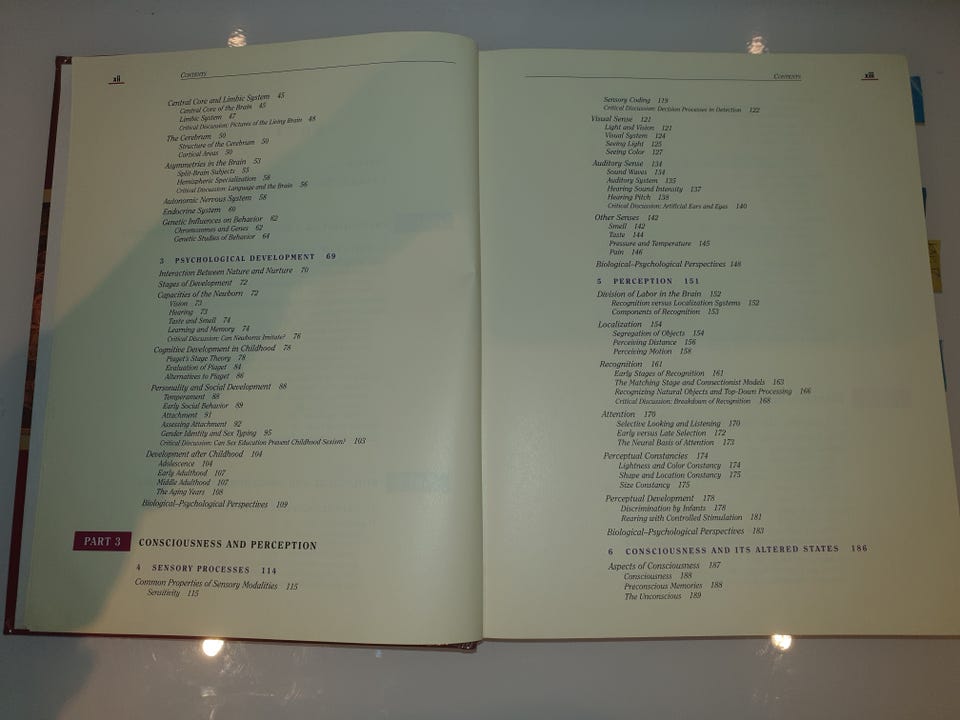 xii
CONTENTS
Central Core and Limbic System 45
Central Core of the Brain 45
Limbic System 47
Critical Discussion: Pictures of the Living Brain 48
The Cerebrum 50
Structure of the Cerebrum 50
Cortical Areas 50
Asymmetries in the Brain 53
Split-Brain Subjects 53
Hemispheric Specialization 56
Critical Discussion: Language and the Brain 56
Autonomic Nervous System 58
Endocrine System 60
Genetic Influences on Behavior 62
Chromosomes and Genes 62
Genetic Studies of Behavior 64
3 PSYCHOLOGICAL DEVELOPMENT 69
Interaction Between Nature and Nurture 70
Stages of Development 72
Capacities of the Newborn 72
Vision 73
Hearing 73
Taste and Smell 74
Learning and Memory 74
Critical Discussion: Can Newborns Imitate? 76
Cognitive Development in Childhood 78
Piaget's Stage Theory 78
Evaluation of Piaget 84
Alternatives to Piaget 86
Personality and Social Development 88
Temperament 88
Early Social Behavior 89
Attachment 91
Assessing Attachment 92
Gender Identity and Sex Typing 95
Critical Discussion: Can Sex Education Prevent Childhood Sexism? 103
Development after Childhood 104
Adolescence 104
Early Adulthood 107
Middle Adulthood 107
The Aging Years 108
Biological–Psychological Perspectives 109
PART 3 CONSCIOUSNESS AND PERCEPTION
4 SENSORY PROCESSES 114
Common Properties of Sensory Modalities 115
Sensitivity 115
CONTENTS
xiii
Sensory Coding 119
Critical Discussion: Decision Processes in Detection 122
Visual Sense 121
Light and Vision 121
Visual System 124
Seeing Light 125
Seeing Color 127
Auditory Sense 134
Sound Waves 134
Auditory System 135
Hearing Sound Intensity 137
Hearing Pitch 138
Critical Discussion: Artificial Ears and Eyes 140
Other Senses 142
Smell 142
Taste 144
Pressure and Temperature 145
Pain 146
Biological–Psychological Perspectives 148
5 PERCEPTION 151
Division of Labor in the Brain 152
Recognition versus Localization Systems 152
Components of Recognition 153
Localization 154
Segregation of Objects 154
Perceiving Distance 156
Perceiving Motion 158
Recognition 161
Early Stages of Recognition 161
The Matching Stage and Connectionist Models 163
Recognizing Natural Objects and Top-Down Processing 166
Critical Discussion: Breakdown of Recognition 168
Attention 170
Selective Looking and Listening 170
Early versus Late Selection 172
The Neural Basis of Attention 173
Perceptual Constancies 174
Lightness and Color Constancy 174
Shape and Location Constancy 175
Size Constancy 175
Perceptual Development 178
Discrimination by Infants 178
Rearing with Controlled Stimulation 181
Biological–Psychological Perspectives 183
6 CONSCIOUSNESS AND ITS ALTERED STATES 186
Aspects of Consciousness 187
Consciousness 188
Preconscious Memories 188
The Unconscious 189